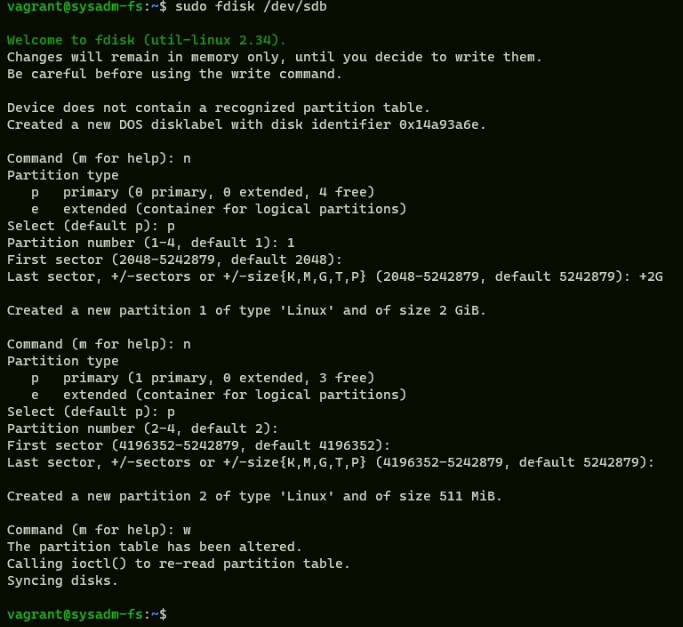 vagrant@sysadm-fs:~$ sudo fdisk /dev/sdb
Welcome to fdisk (util-linux 2.34).
Changes will remain in memory only, until you decide to write them.
Be careful before using the write command.
Device does not contain a recognized partition table.
Created a new DOS disklabel with disk identifier 0x14a93a6e.
Command (m for help): n
Partition type
   p   primary (0 primary, 0 extended, 4 free)
   e   extended (container for logical partitions)
Select (default p): p
Partition number (1-4, default 1): 1
First sector (2048-5242879, default 2048):
Last sector, +/-sectors or +/-size{K,M,G,T,P} (2048-5242879, default 5242879): +2G
Created a new partition 1 of type 'Linux' and of size 2 GiB.
Command (m for help): n
Partition type
   p   primary (1 primary, 0 extended, 3 free)
   e   extended (container for logical partitions)
Select (default p): p
Partition number (2-4, default 2):
First sector (4196352-5242879, default 4196352):
Last sector, +/-sectors or +/-size{K,M,G,T,P} (4196352-5242879, default 5242879):
Created a new partition 2 of type 'Linux' and of size 511 MiB.
Command (m for help): w
The partition table has been altered.
Calling ioctl() to re-read partition table.
Syncing disks.
vagrant@sysadm-fs:~$